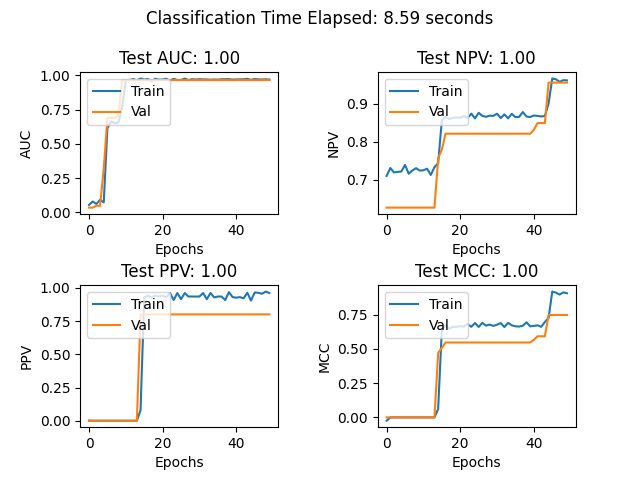 Classification Time Elapsed: 8.59 seconds
Test AUC: 1.00
1.00
0.75
0.50
0.25
0.00
AUC
Train
Val
0
20
40
Epochs
Test NPV: 1.00
0.9
0.8
0.7
NPV
Train
Val
0
20
40
Epochs
Test PPV: 1.00
1.00
0.75
0.50
0.25
0.00
PPV
Train
Val
0
20
40
Epochs
Test MCC: 1.00
0.75
0.50
0.25
0.00
MCC
Train
Val
0
20
40
Epochs